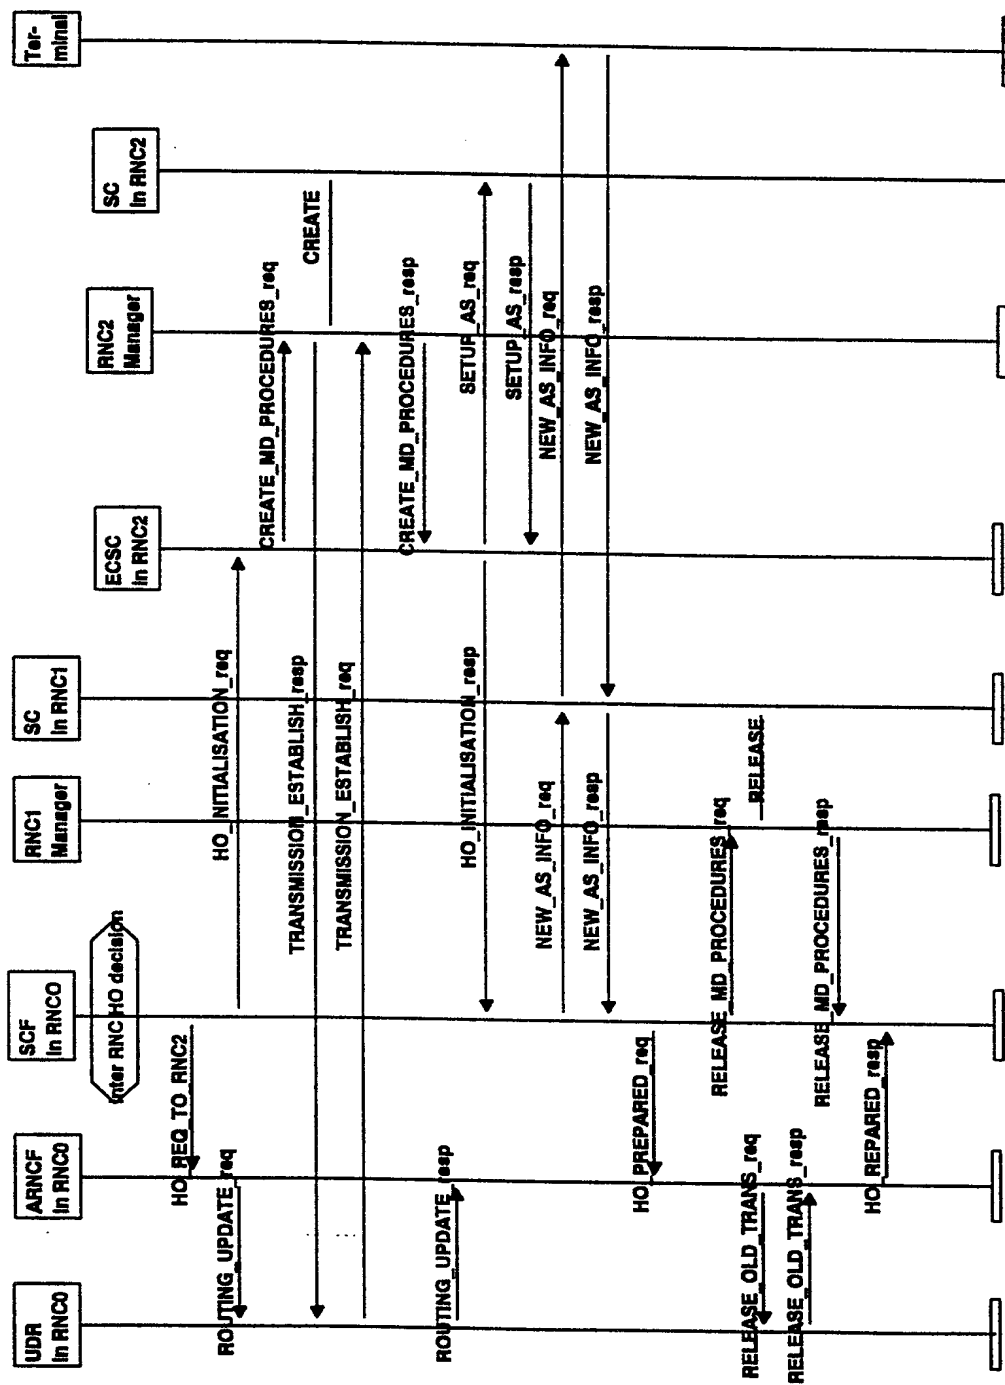 UDR
In RNC0
ARNCF
In RNC0
SCF
In RNC0
RNC1
Manager
SC
In RNC1
ECSC
In RNC2
RNC2
Manager
SC
In RNC2
Ter-
minal
Inter RNC HO decision
HO_REQ_TO_RNC2
ROUTING_UPDATE_req
HO_NITIALISATION_req
CREATE_MD_PROCEDURES_req
TRANSMISSION_ESTABLISH_resp
CREATE
TRANSMISSION_ESTABLISH_req
CREATE_MD_PROCEDURES_resp
ROUTING_UPDATE_resp
HO_INITIALISATION_resp
SETUP_AS_req
SETUP_AS_resp
NEW_AS_INFO_req
NEW_AS_INFO_req
NEW_AS_INFO_resp
NEW_AS_INFO_resp
HO_PREPARED_req
RELEASE_MD_PROCEDURES_req
RELEASE_OLD_TRANS_req
RELEASE
RELEASE_OLD_TRANS_resp
RELEASE_MD_PROCEDURES_resp
HO_REPARED_resp